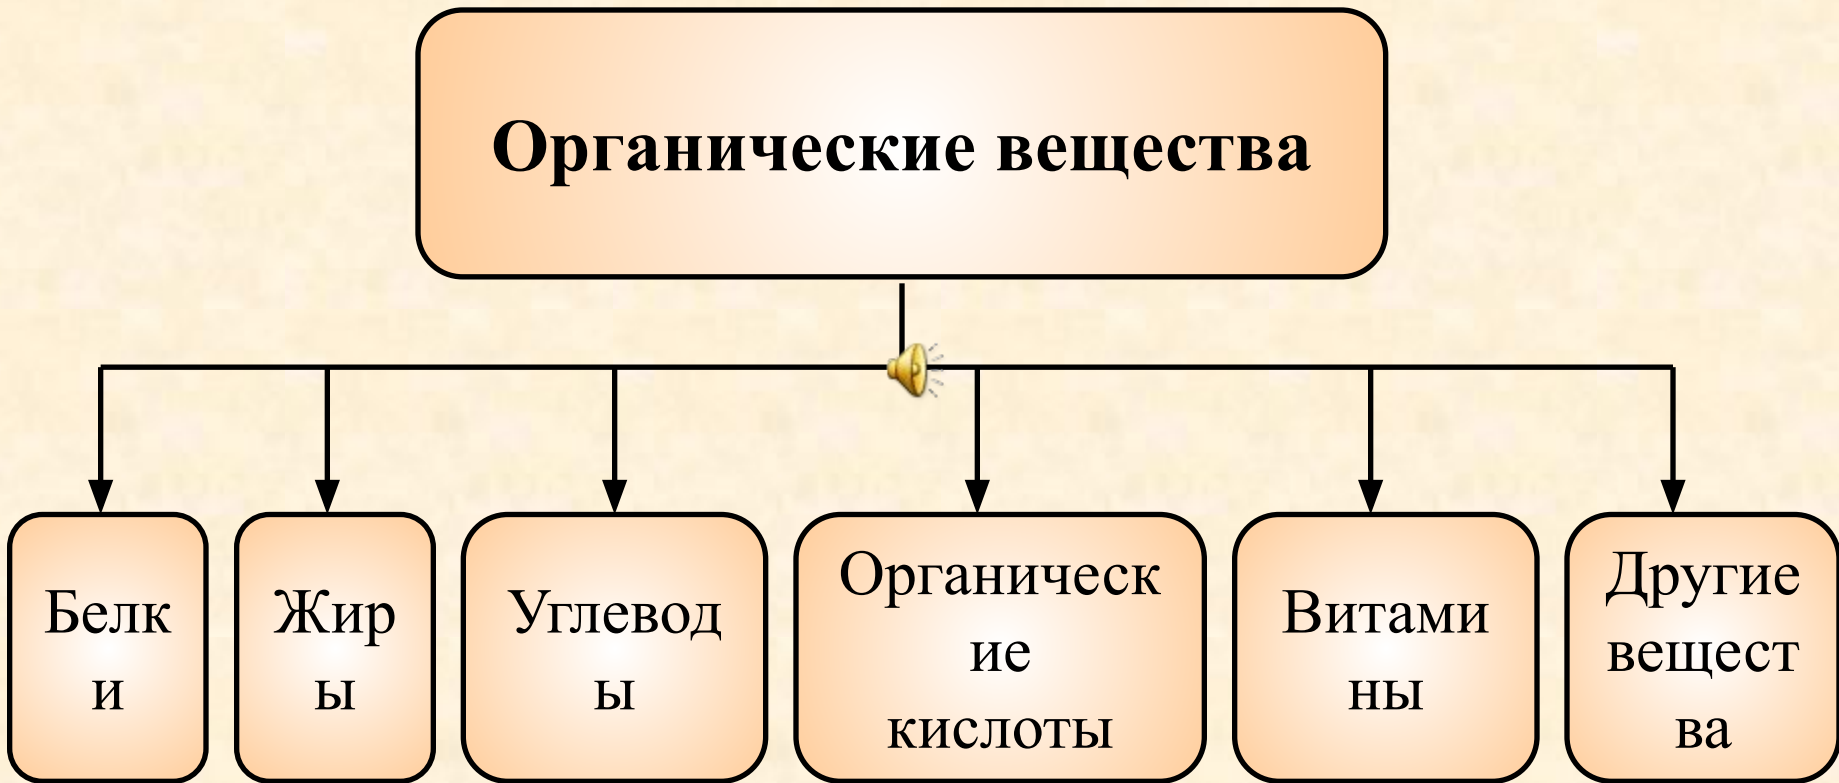 Органические вещества
Белк
и
Жир
ы
Углевод
ы
Органическ
ие
кислоты
Витами
ны
Другие
вещест
ва